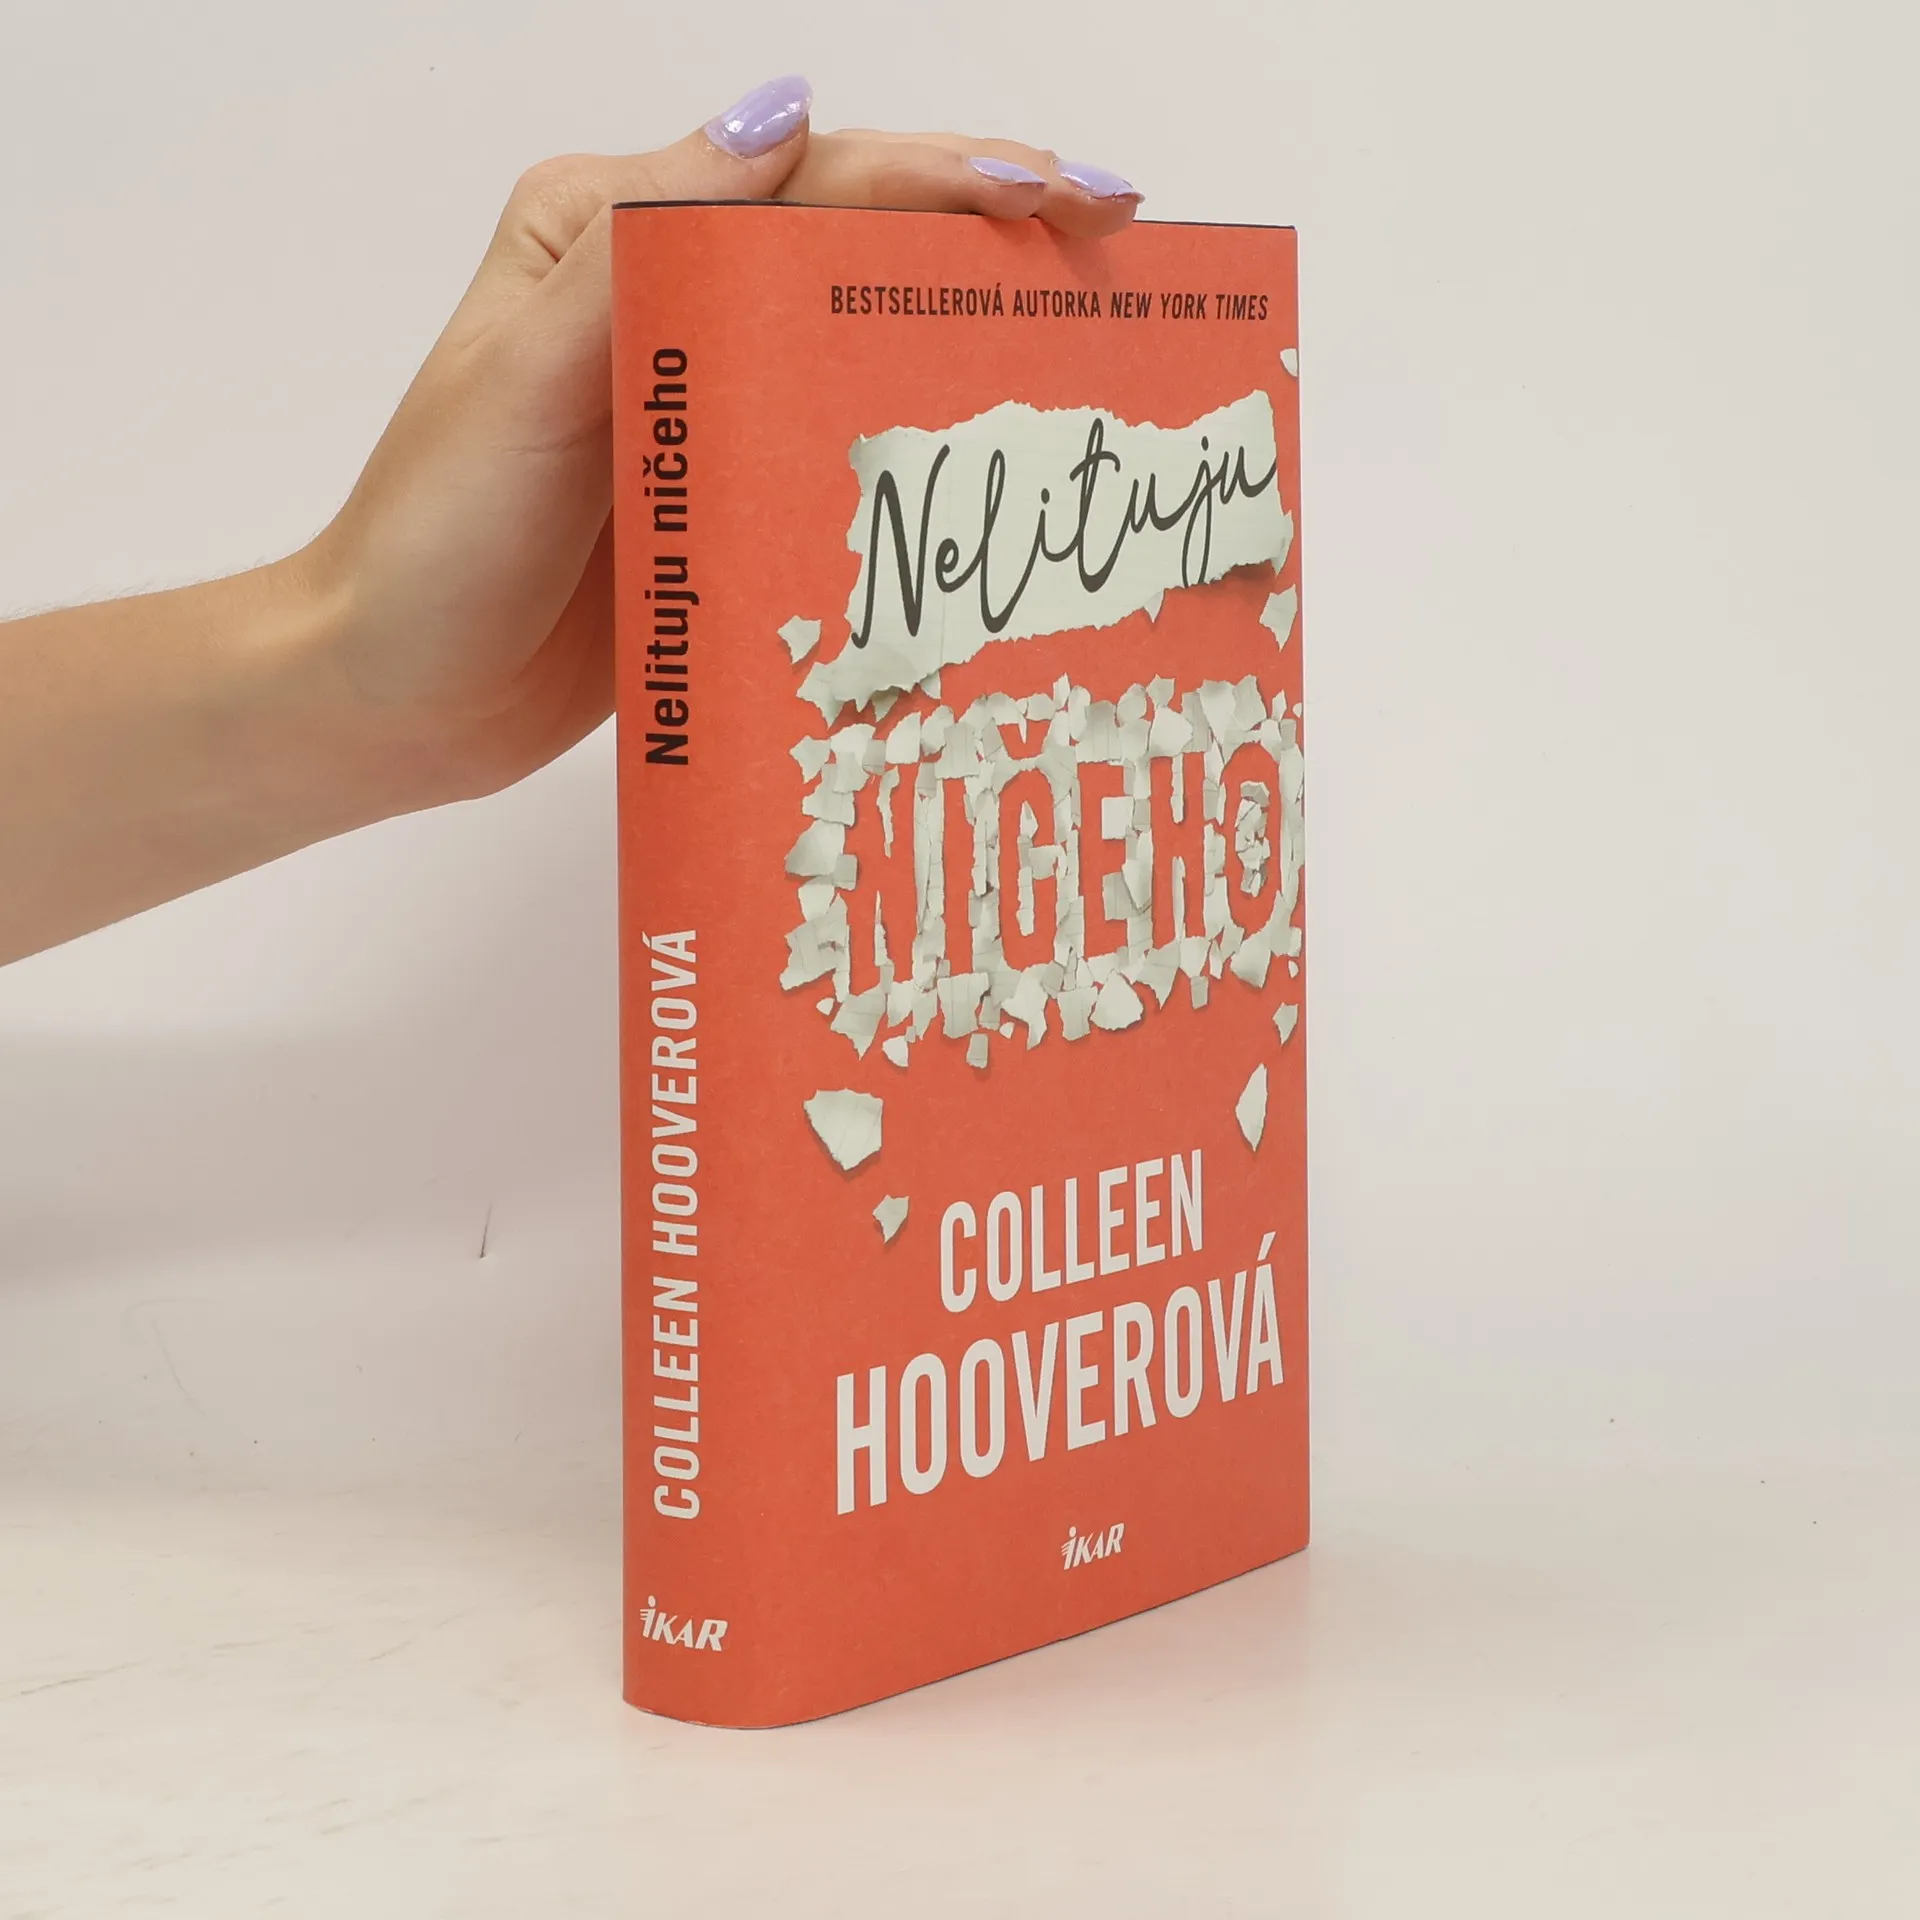 BESTSELLEROVÁ AUTORKA NEW YORK TIMES
Nelituju
NIČEHO
COLLEEN
HOOVEROVÁ
iKAR
Nelituju ničeho
COLLEEN HOOVEROVÁ
iKAR